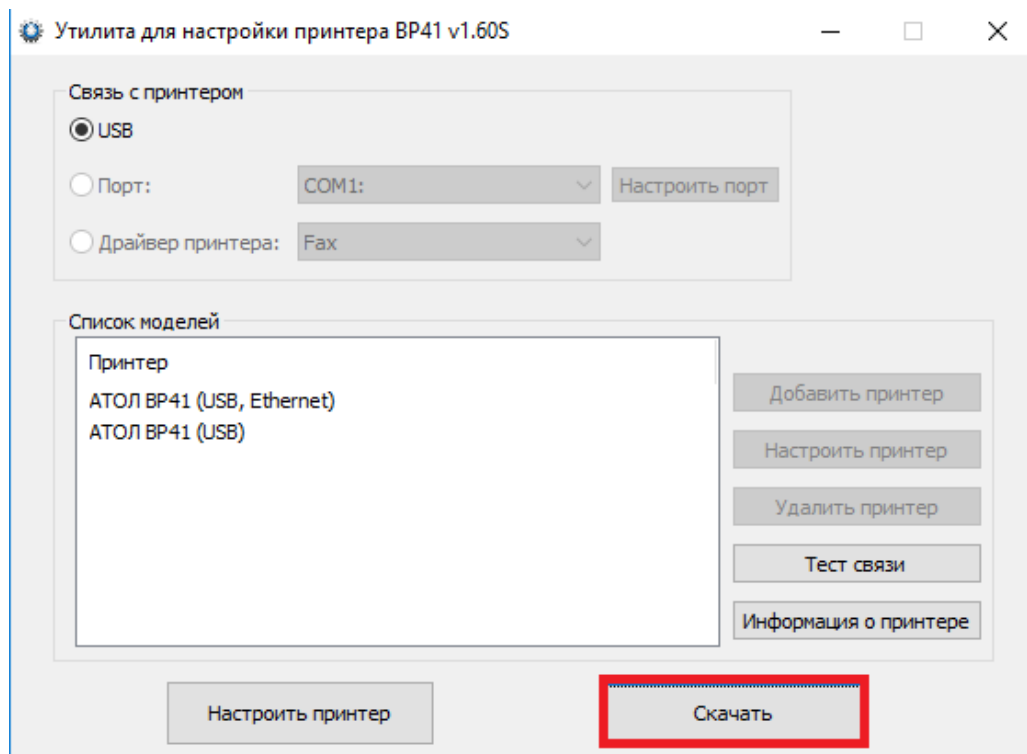 Утилита для настройки принтера BP41 v1.60S
Связь с принтером
USB
Порт:
COM1:
Настроить порт
Драйвер принтера:
Fax
Список моделей
Принтер
АТОЛ BP41 (USB, Ethernet)
АТОЛ BP41 (USB)
Добавить принтер
Настроить принтер
Удалить принтер
Тест связи
Информация о принтере
Настроить принтер
Скачать